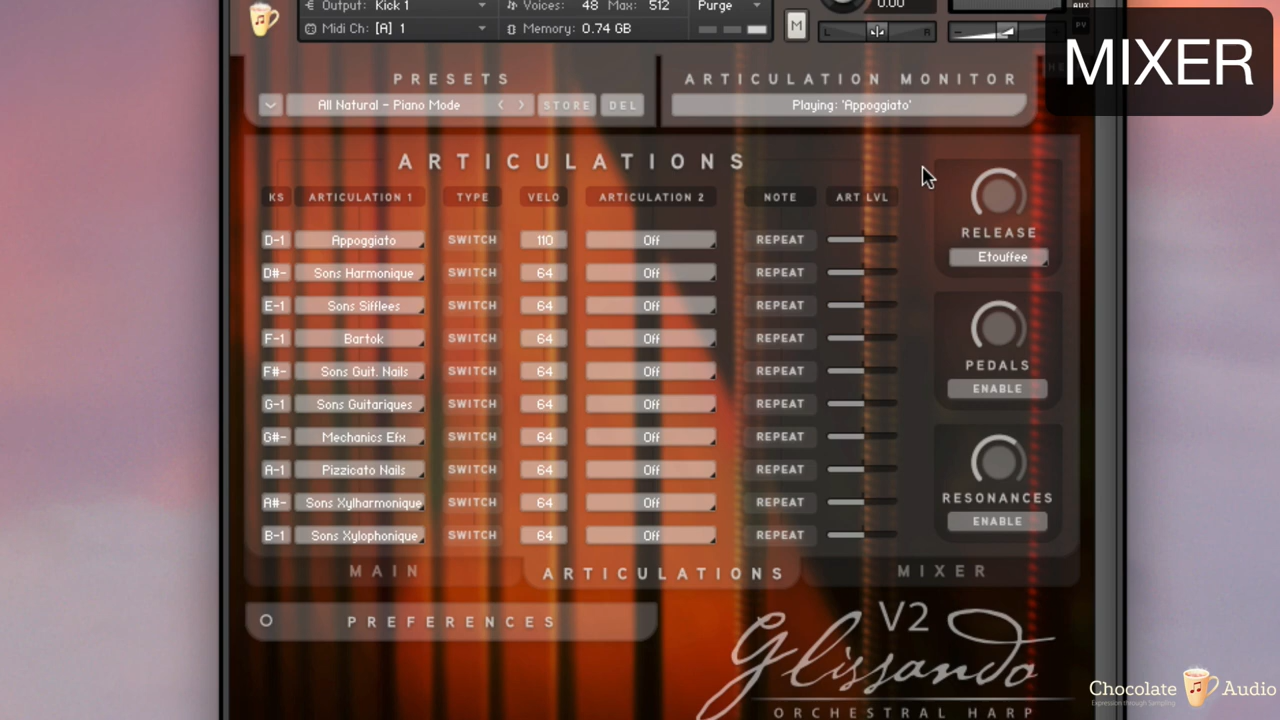 Output: Kick 1 Voices: 48 Max: 512 Purge 0.00 AUX
Midi Ch: [A] 1 Memory: 0.74 GB M L R PV
MIXER
PRESETS ARTICULATION MONITOR
All Natural - Piano Mode < > STORE DEL Playing: 'Appoggiato'
ARTICULATIONS
KS ARTICULATION 1 TYPE VELO ARTICULATION 2 NOTE ART LVL
D-1 Appoggiato SWITCH 110 Off REPEAT
D#- Sons Harmonique SWITCH 64 Off REPEAT
E-1 Sons Sifflees SWITCH 64 Off REPEAT
F-1 Bartok SWITCH 64 Off REPEAT
F#- Sons Guit. Nails SWITCH 64 Off REPEAT
G-1 Sons Guitariques SWITCH 64 Off REPEAT
G#- Mechanics Efx SWITCH 64 Off REPEAT
A-1 Pizzicato Nails SWITCH 64 Off REPEAT
A#- Sons Xylharmonique SWITCH 64 Off REPEAT
B-1 Sons Xylophonique SWITCH 64 Off REPEAT
RELEASE
Etouffee
PEDALS
ENABLE
RESONANCES
ENABLE
MAIN ARTICULATIONS MIXER
PREFERENCES
V2
Glissando
ORCHESTRAL HARP
Chocolate Audio
Expression through Sampling